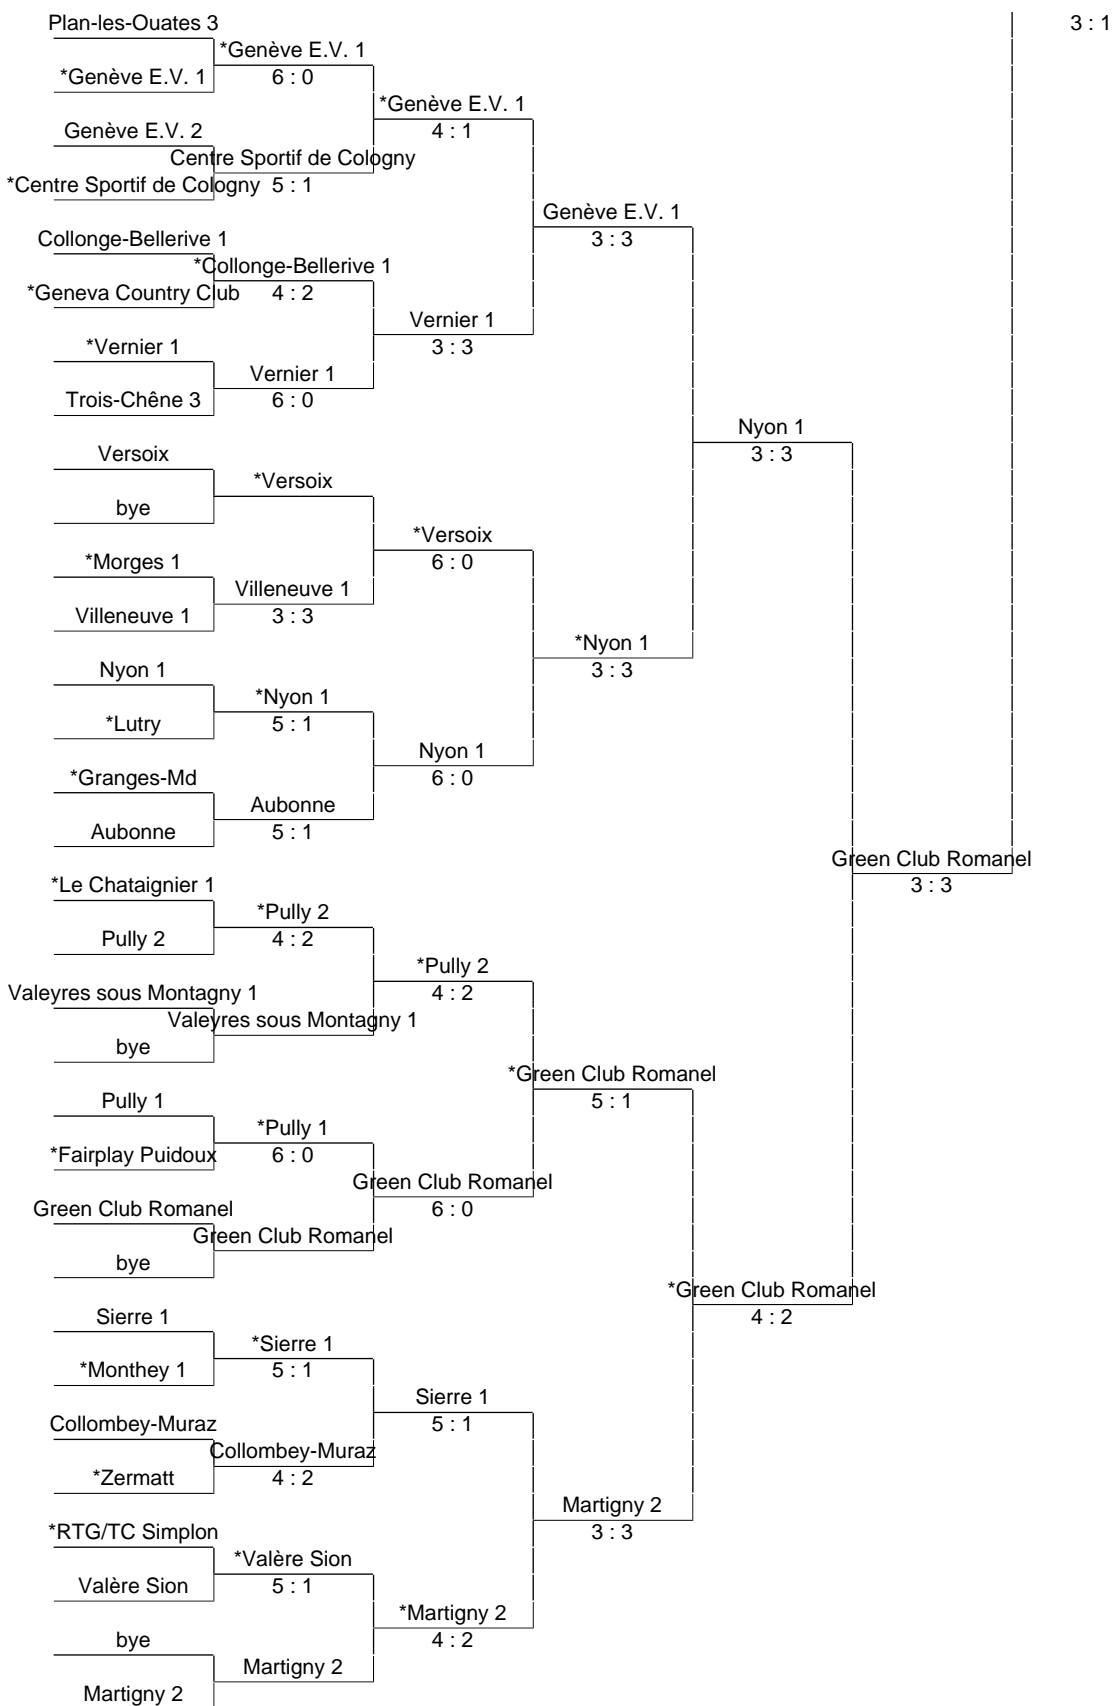 Plan-les-Ouates 3
3 : 1
*Genève E.V. 1
*Genève E.V. 1
6 : 0
*Genève E.V. 1
Genève E.V. 2
4 : 1
Centre Sportif de Cologny
*Centre Sportif de Cologny
5 : 1
Genève E.V. 1
Collonge-Bellerive 1
3 : 3
*Collonge-Bellerive 1
*Geneva Country Club
4 : 2
Vernier 1
*Vernier 1
3 : 3
Vernier 1
Trois-Chêne 3
6 : 0
Nyon 1
Versoix
3 : 3
*Versoix
bye
*Versoix
*Morges 1
6 : 0
Villeneuve 1
Villeneuve 1
3 : 3
*Nyon 1
Nyon 1
3 : 3
*Nyon 1
*Lutry
5 : 1
Nyon 1
*Granges-Md
6 : 0
Aubonne
Aubonne
5 : 1
Green Club Romanel
*Le Chataignier 1
3 : 3
*Pully 2
Pully 2
4 : 2
*Pully 2
Valeyres sous Montagny 1
4 : 2
Valeyres sous Montagny 1
bye
*Green Club Romanel
Pully 1
5 : 1
*Pully 1
*Fairplay Puidoux
6 : 0
Green Club Romanel
Green Club Romanel
6 : 0
Green Club Romanel
bye
*Green Club Romanel
Sierre 1
4 : 2
*Sierre 1
*Monthey 1
5 : 1
Sierre 1
Collombey-Muraz
5 : 1
Collombey-Muraz
*Zermatt
4 : 2
Martigny 2
*RTG/TC Simplon
3 : 3
*Valère Sion
Valère Sion
5 : 1
*Martigny 2
bye
4 : 2
Martigny 2
Martigny 2